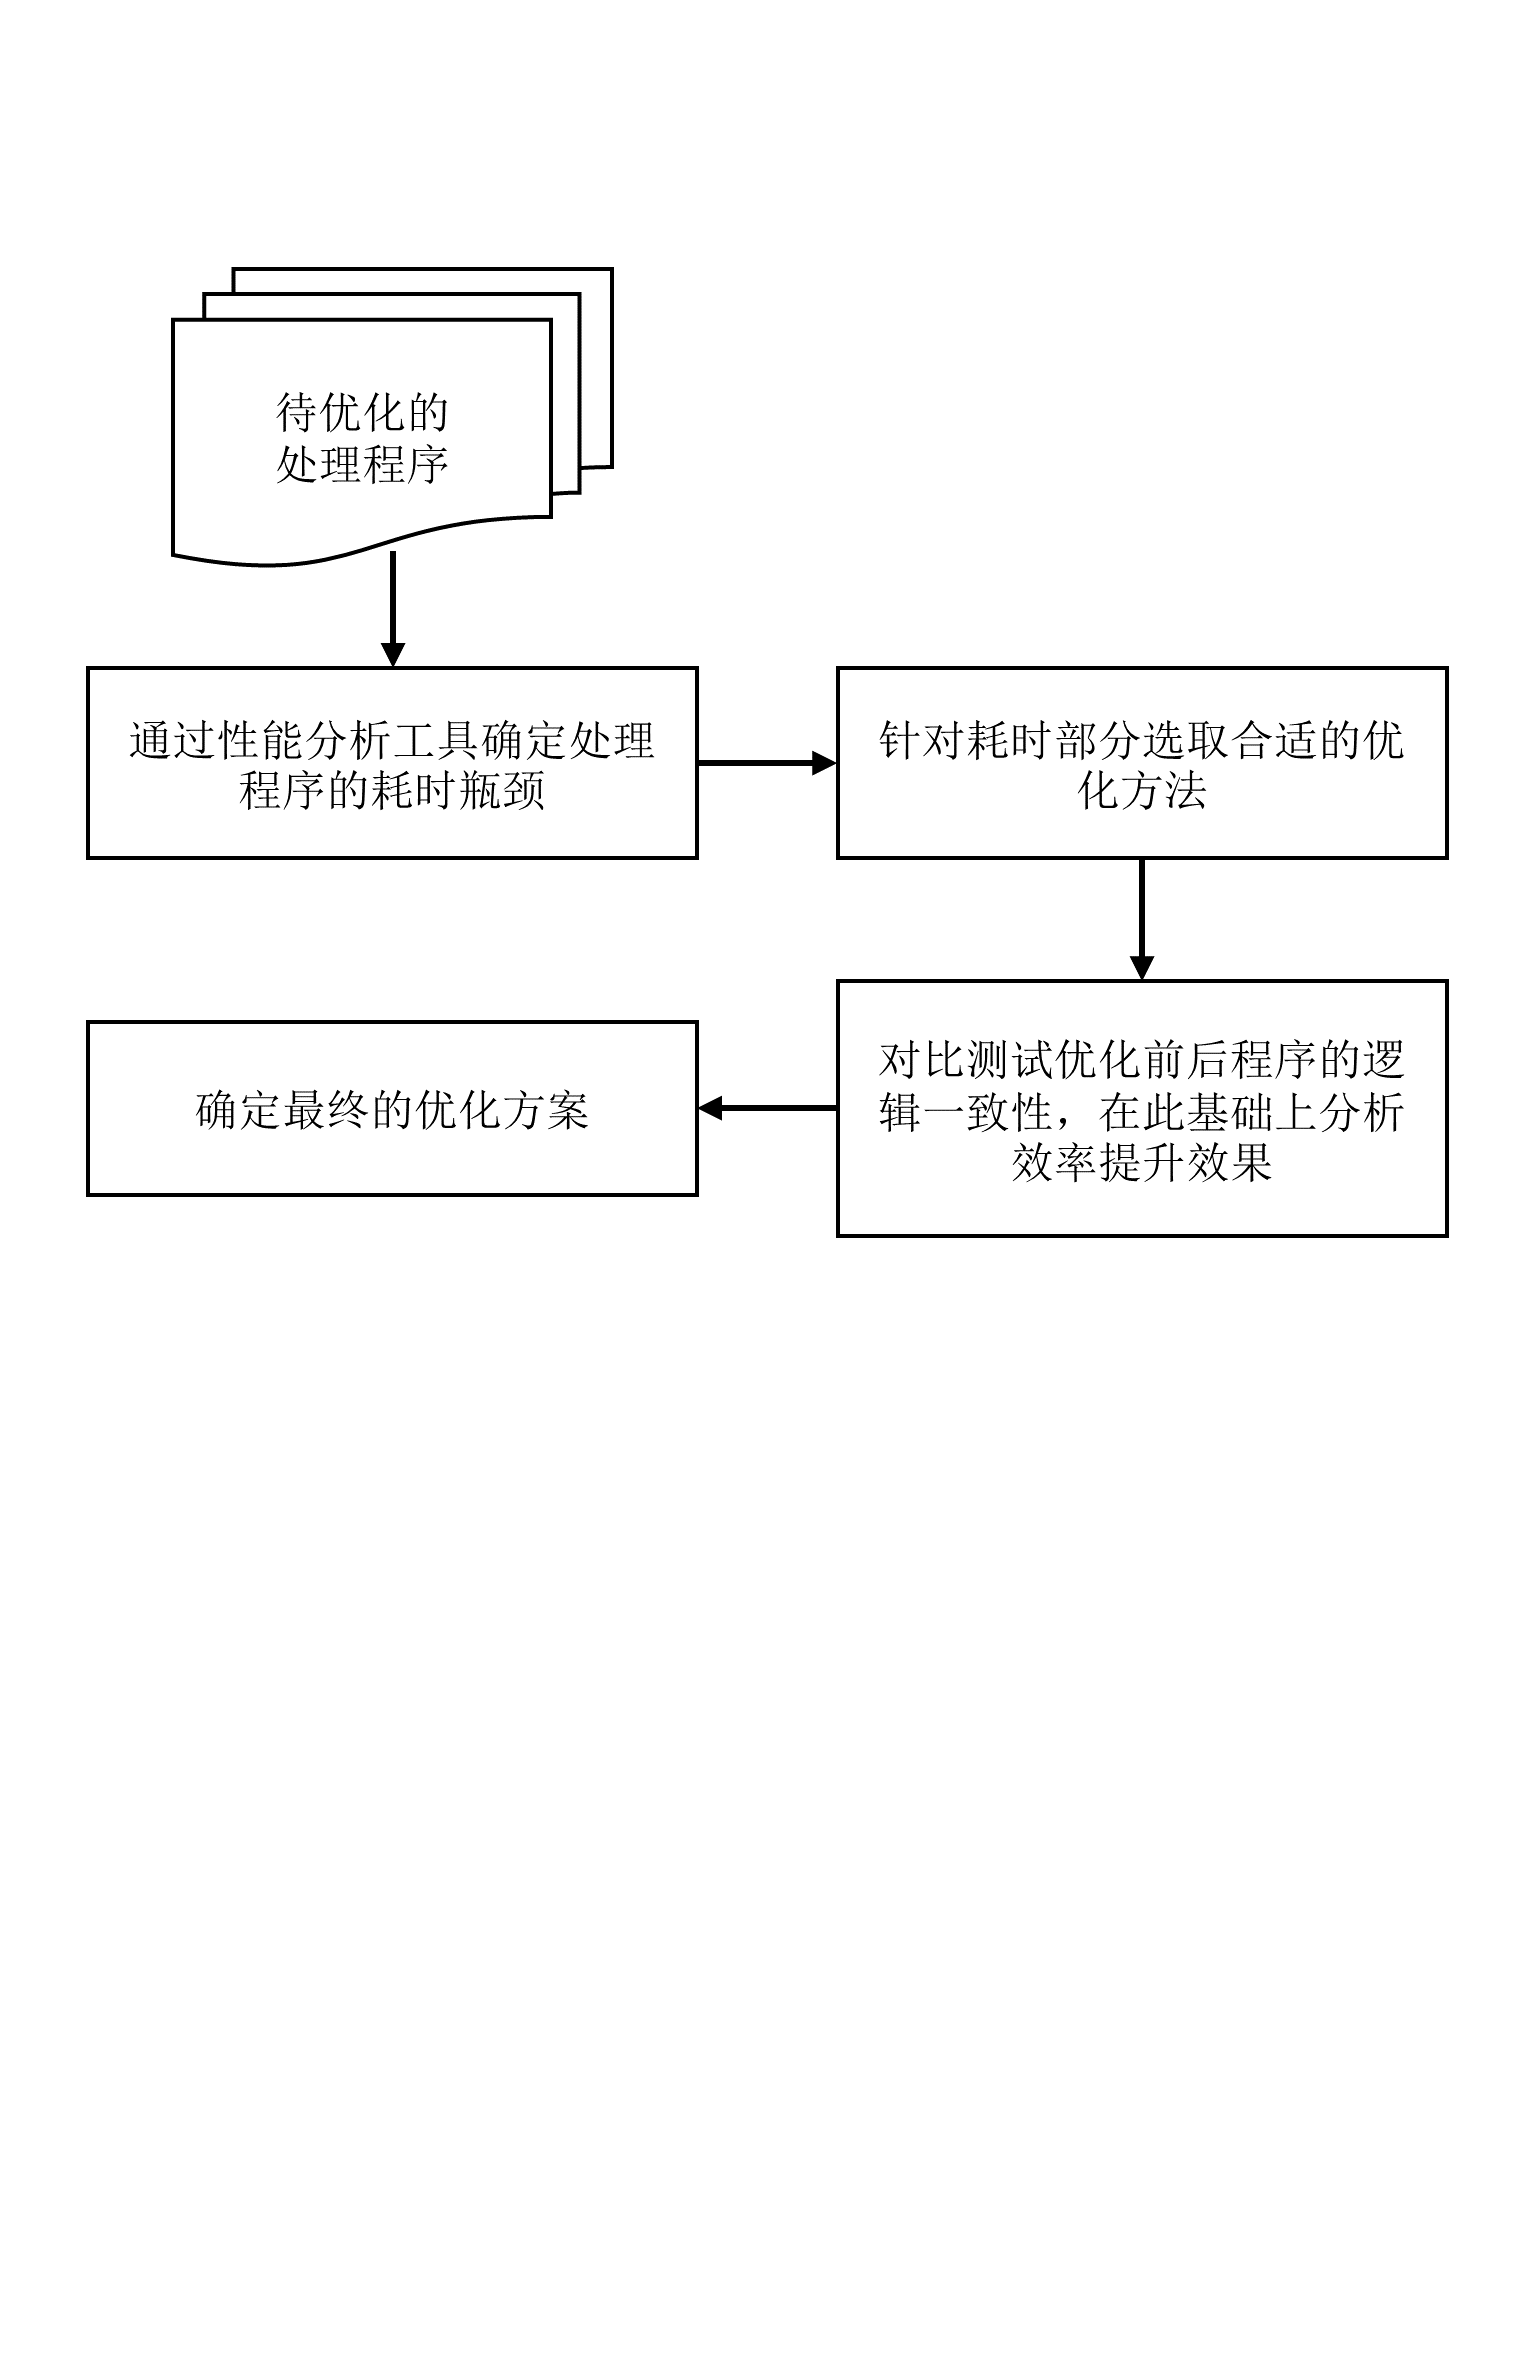 待优化的
处理程序
通过性能分析工具确定处理
程序的耗时瓶颈
针对耗时部分选取合适的优
化方法
对比测试优化前后程序的逻
辑一致性，在此基础上分析
效率提升效果
确定最终的优化方案